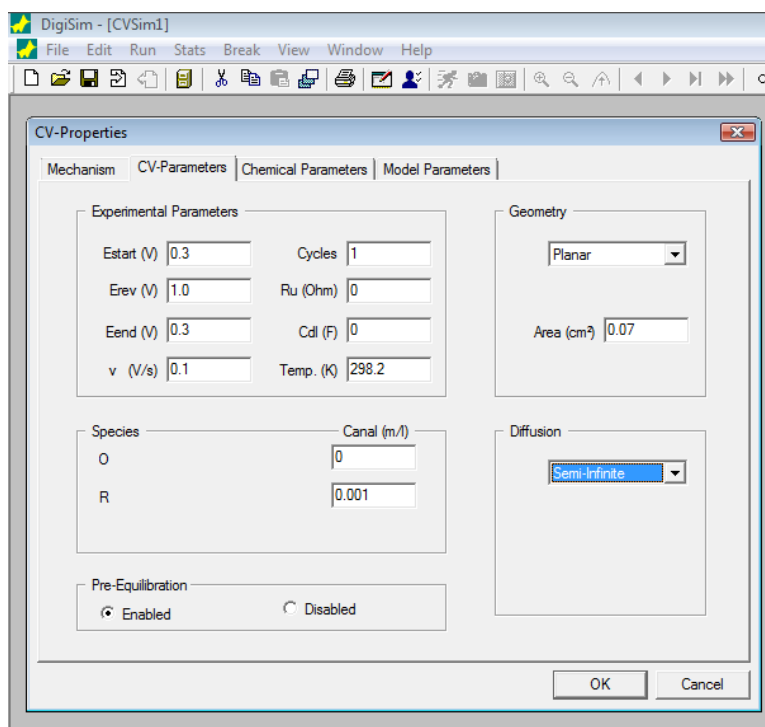 DigiSim - [CVSim1]
File Edit Run Stats Break View Window Help
CV-Properties
Mechanism CV-Parameters Chemical Parameters Model Parameters
Experimental Parameters
Estart (V) 0.3 Cycles 1
Erev (V) 1.0 Ru (Ohm) 0
Eend (V) 0.3 Cdl (F) 0
v (V/s) 0.1 Temp. (K) 298.2
Geometry
Planar
Area (cm²) 0.07
Species Canal (m/l)
O 0
R 0.001
Diffusion
Semi-Infinite
Pre-Equilibration
Enabled Disabled
OK Cancel